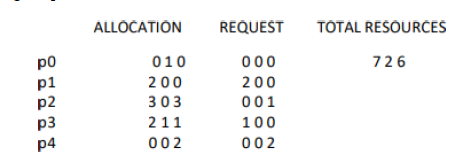 ALLOCATION REQUEST TOTAL RESOURCES
p0 0 1 0 0 0 0 7 2 6
p1 2 0 0 2 0 0
p2 3 0 3 0 0 1
p3 2 1 1 1 0 0
p4 0 0 2 0 0 2